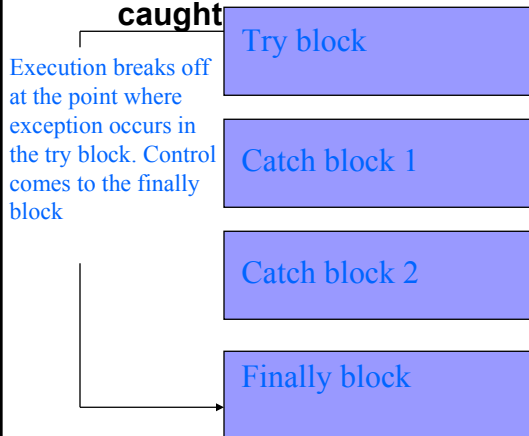 caught
Try block
Execution breaks off
at the point where
exception occurs in
the try block. Control
comes to the finally
block
Catch block 1
Catch block 2
Finally block